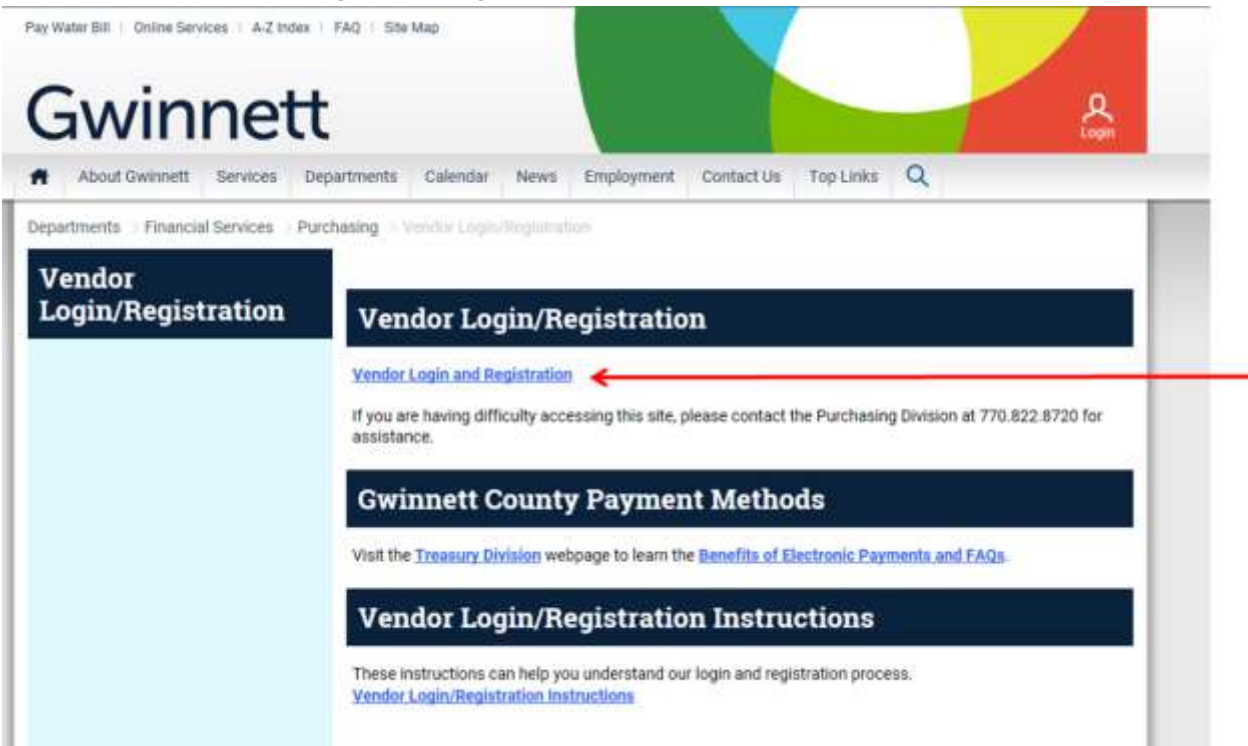 Pay Water Bill | Online Services | A-Z Index | FAQ | Site Map
Gwinnett
Login
About Gwinnett Services Departments Calendar News Employment Contact Us Top Links
Departments > Financial Services > Purchasing > Vendor Login/Registration
Vendor
Login/Registration
Vendor Login/Registration
Vendor Login and Registration
If you are having difficulty accessing this site, please contact the Purchasing Division at 770.822.8720 for
assistance.
Gwinnett County Payment Methods
Visit the Treasury Division webpage to learn the Benefits of Electronic Payments and FAQs.
Vendor Login/Registration Instructions
These instructions can help you understand our login and registration process.
Vendor Login/Registration Instructions